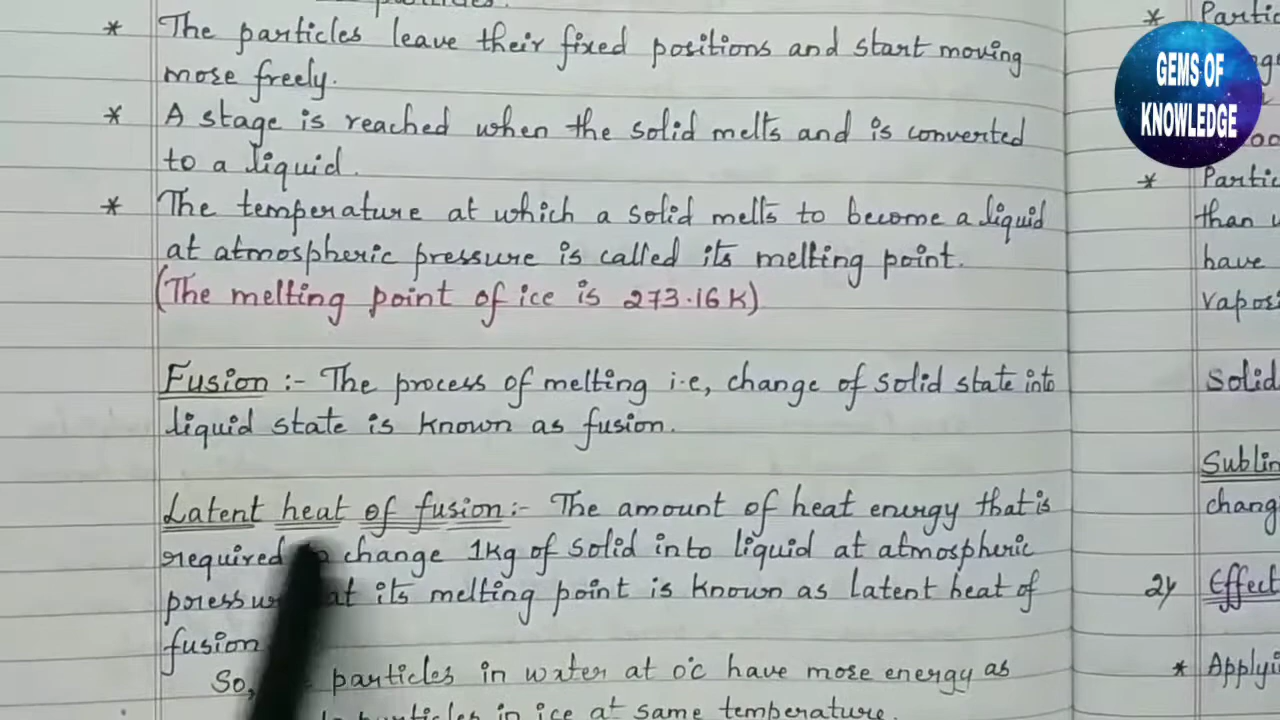 * The particles leave their fixed positions and start moving
more freely.
* A stage is reached when the solid melts and is converted
to a liquid.
* The temperature at which a solid melts to become a liquid
at atmospheric pressure is called its melting point.
(The melting point of ice is 273.16K)
Fusion :- The process of melting i.e, change of solid state into
liquid state is known as fusion.
Latent heat of fusion :- The amount of heat energy that is
required change 1kg of solid into liquid at atmospheric
at its melting point is known as latent heat of
fusion
So, particles in water at 0°C have more energy as
particles in ice at same temperature.
*
GEMS OF
KNOWLEDGE
*
than
have
Solid
2)
*